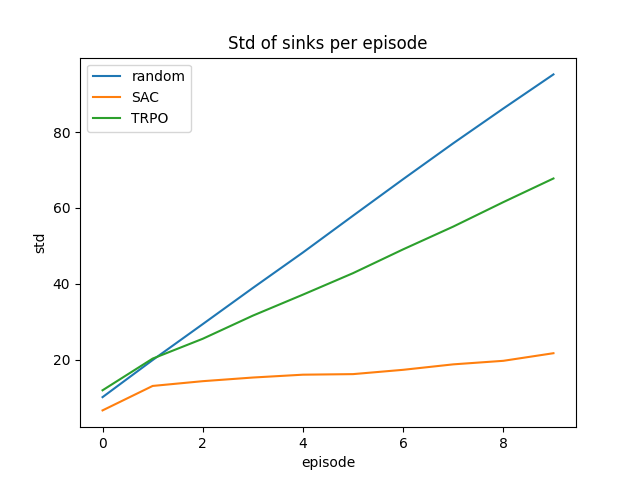 Std of sinks per episode
random
SAC
TRPO
std
80
60
40
20
0 2 4 6 8
episode